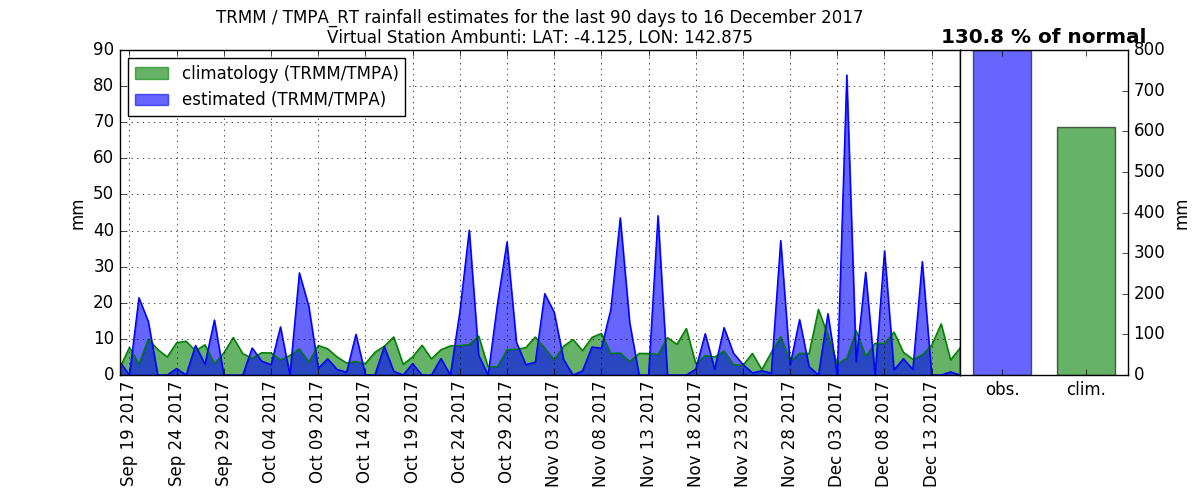 TRMM / TMPA_RT rainfall estimates for the last 90 days to 16 December 2017
Virtual Station Ambunti: LAT: -4.125, LON: 142.875
130.8 % of normal
climatology (TRMM/TMPA)
estimated (TRMM/TMPA)
mm
90
80
70
60
50
40
30
20
10
0
Sep 19 2017
Sep 24 2017
Sep 29 2017
Oct 04 2017
Oct 09 2017
Oct 14 2017
Oct 19 2017
Oct 24 2017
Oct 29 2017
Nov 03 2017
Nov 08 2017
Nov 13 2017
Nov 18 2017
Nov 23 2017
Nov 28 2017
Dec 03 2017
Dec 08 2017
Dec 13 2017
obs.
clim.
800
700
600
500
400
300
200
100
0
mm